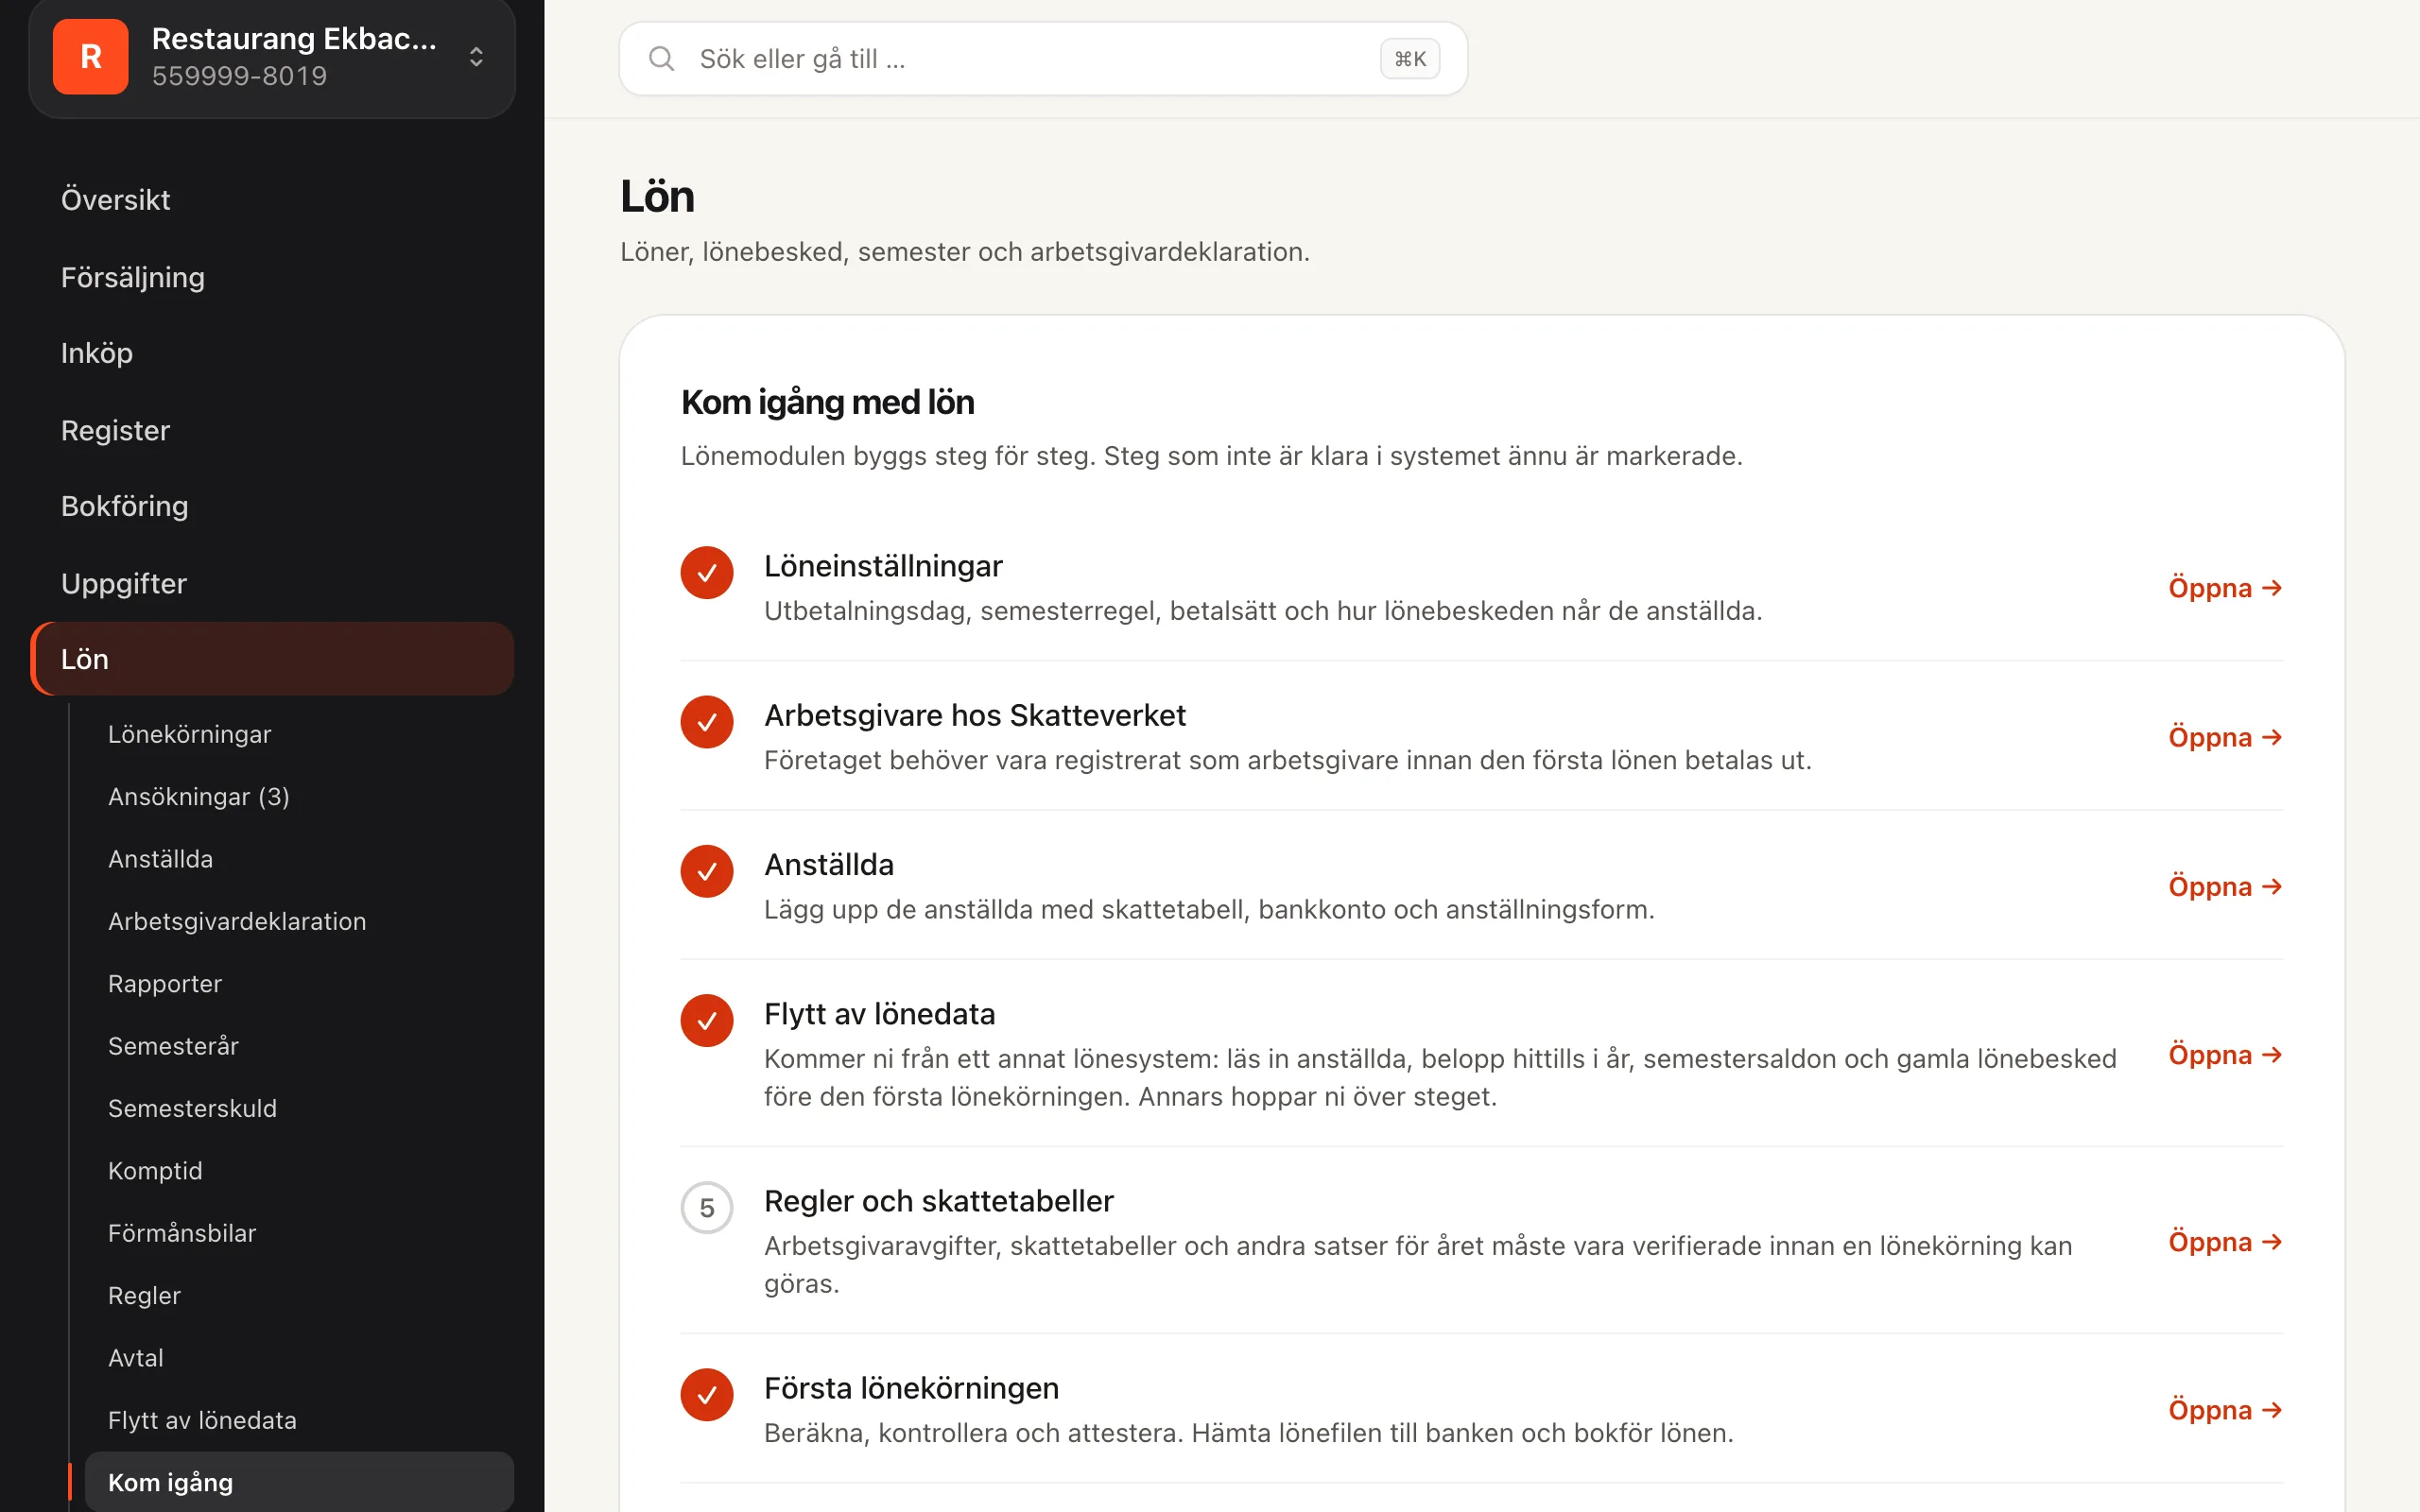 R
Restaurang Ekbac...
559999-8019
Översikt
Försäljning
Inköp
Register
Bokföring
Uppgifter
Lön
Lönekörningar
Ansökningar (3)
Anställda
Arbetsgivardeklaration
Rapporter
Semesterår
Semesterskuld
Komptid
Förmånsbilar
Regler
Avtal
Flytt av lönedata
Kom igång
Sök eller gå till ...
⌘K
Lön
Löner, lönebesked, semester och arbetsgivardeklaration.
Kom igång med lön
Lönemodulen byggs steg för steg. Steg som inte är klara i systemet ännu är markerade.
Löneinställningar
Utbetalningsdag, semesterregel, betalsätt och hur lönebeskeden når de anställda.
Öppna →
Arbetsgivare hos Skatteverket
Företaget behöver vara registrerat som arbetsgivare innan den första lönen betalas ut.
Öppna →
Anställda
Lägg upp de anställda med skattetabell, bankkonto och anställningsform.
Öppna →
Flytt av lönedata
Kommer ni från ett annat lönesystem: läs in anställda, belopp hittills i år, semestersaldon och gamla lönebesked
före den första lönekörningen. Annars hoppar ni över steget.
Öppna →
5
Regler och skattetabeller
Arbetsgivaravgifter, skattetabeller och andra satser för året måste vara verifierade innan en lönekörning kan
göras.
Öppna →
Första lönekörningen
Beräkna, kontrollera och attestera. Hämta lönefilen till banken och bokför lönen.
Öppna →